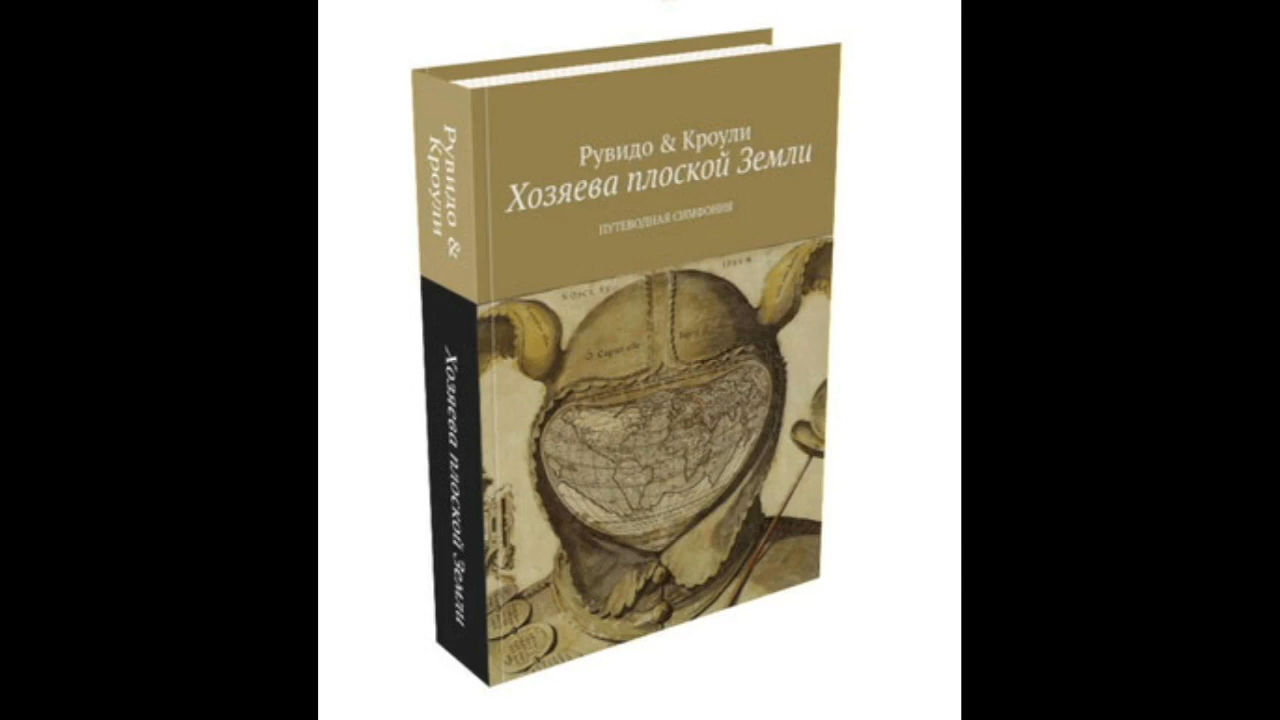 Рувидо & Кроули
Хозяева плоской Земли
ПУТЕВОДНАЯ СИМФОНИЯ
Рувидо &
Кроули
Хозяева плоской Земли